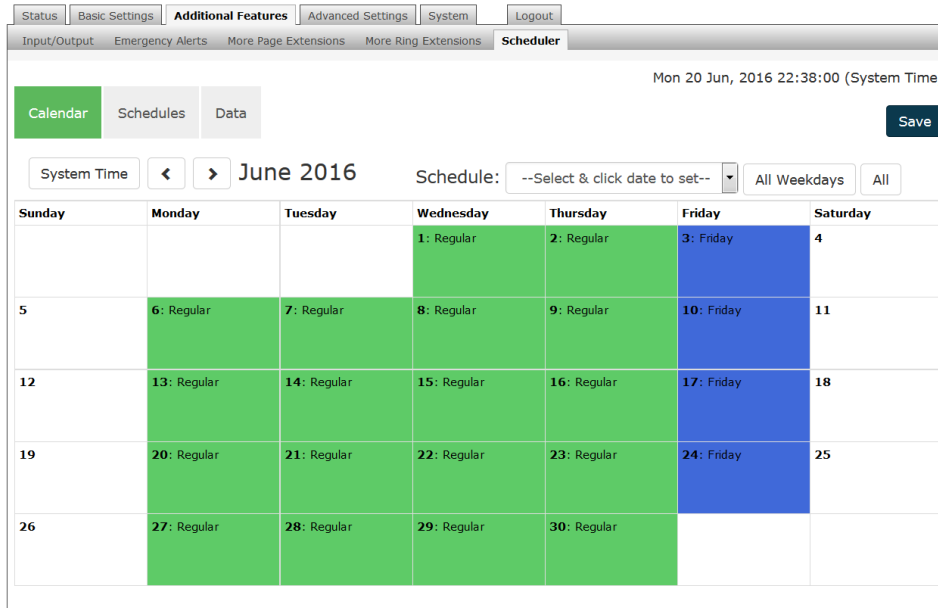 Status Basic Settings Additional Features Advanced Settings System Logout
Input/Output Emergency Alerts More Page Extensions More Ring Extensions Scheduler
Mon 20 Jun, 2016 22:38:00 (System Time
Calendar Schedules Data
Save
System Time June 2016 Schedule: --Select & click date to set-- All Weekdays All
Sunday Monday Tuesday Wednesday Thursday Friday Saturday
1: Regular 2: Regular 3: Friday 4
5 6: Regular 7: Regular 8: Regular 9: Regular 10: Friday 11
12 13: Regular 14: Regular 15: Regular 16: Regular 17: Friday 18
19 20: Regular 21: Regular 22: Regular 23: Regular 24: Friday 25
26 27: Regular 28: Regular 29: Regular 30: Regular